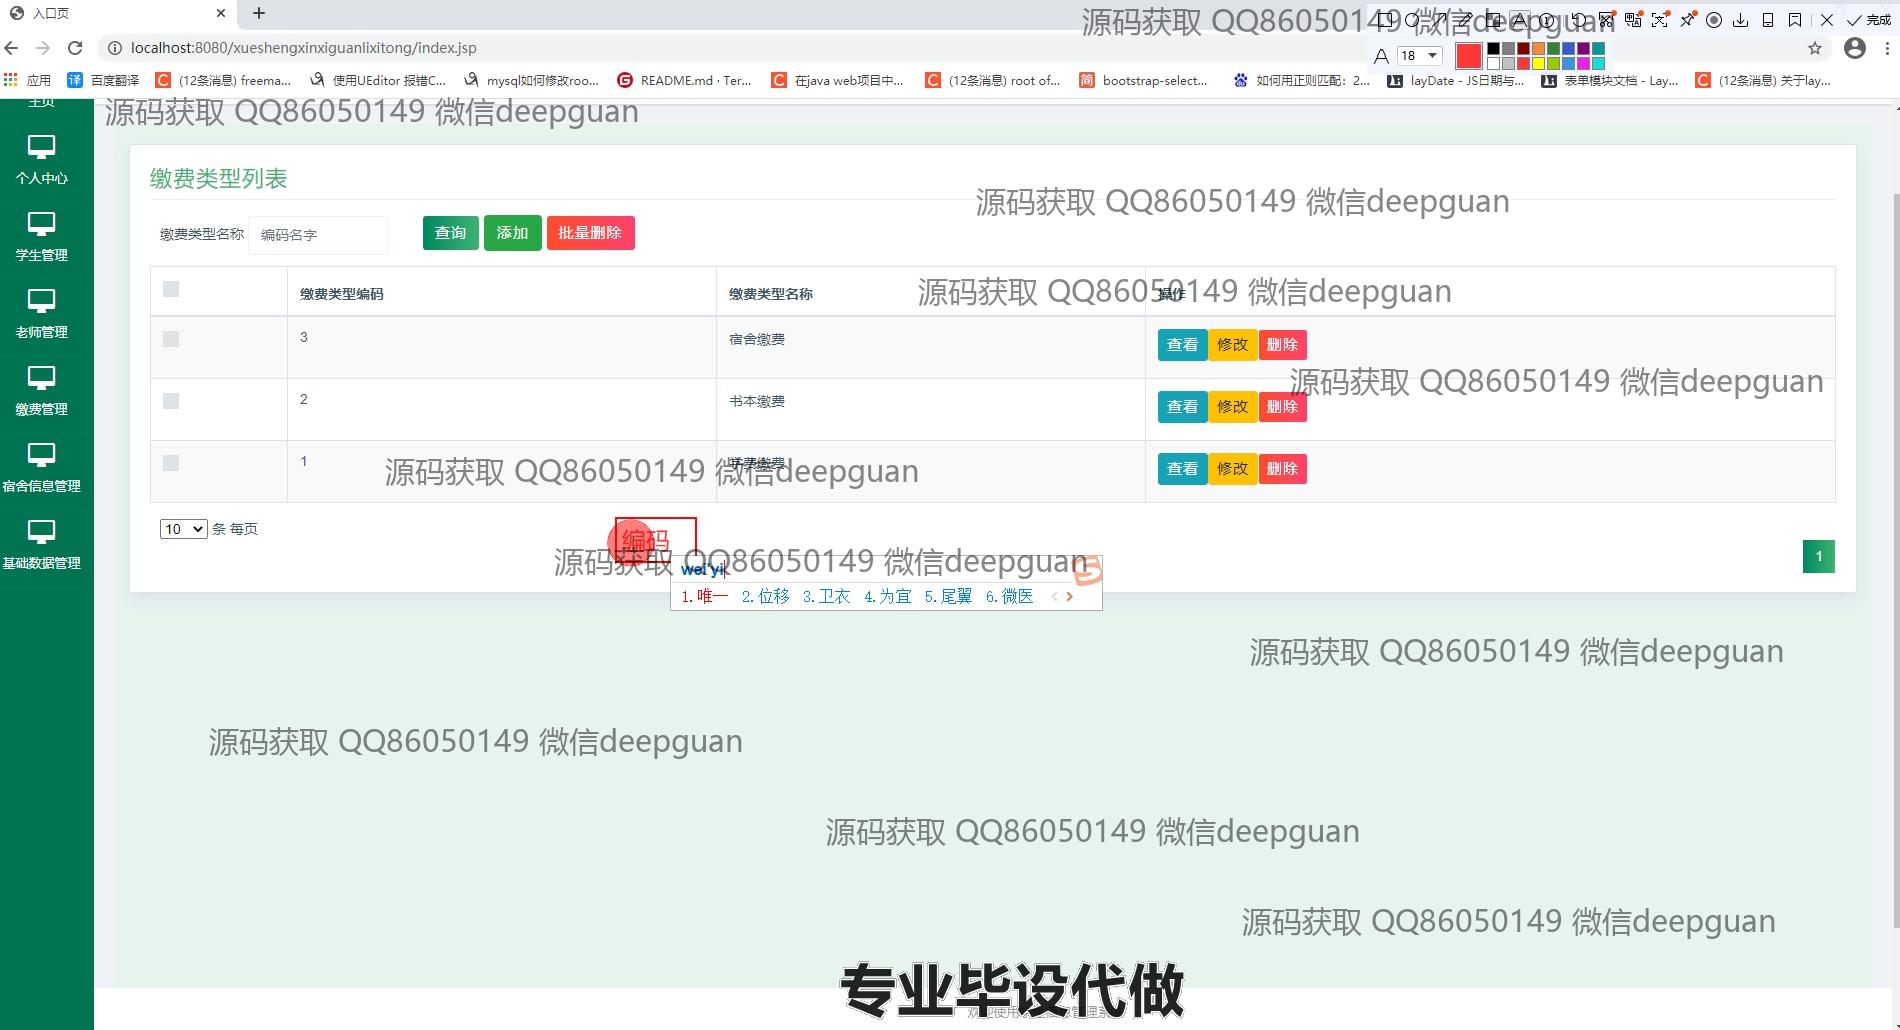 入口页
源码获取 QQ86050149 微信deepguan
完成
localhost:8080/xueshengxinxiguanlixitong/index.jsp
A 18
应用 百度翻译 (12条消息) freema... 使用UEditor 报错C... mysql如何修改roo... README.md · Ter... 在java web项目中... (12条消息) root of... bootstrap-select... 如何用正则匹配：2... layDate - JS日期与... 表单模块文档 - Lay... (12条消息) 关于lay...
主页
源码获取 QQ86050149 微信deepguan
个人中心
学生管理
老师管理
缴费管理
宿舍信息管理
基础数据管理
缴费类型列表
源码获取 QQ86050149 微信deepguan
缴费类型名称 编码名字 查询 添加 批量删除
缴费类型编码 缴费类型名称 操作
源码获取 QQ86050149 微信deepguan
3 宿舍缴费 查看 修改 删除
源码获取 QQ86050149 微信deepguan
2 书本缴费 查看 修改 删除
1 学费缴费 查看 修改 删除
源码获取 QQ86050149 微信deepguan
10 条 每页
编码
源码获取 QQ86050149 微信deepguan
wei'yi
1
1.唯一 2.位移 3.卫衣 4.为宜 5.尾翼 6.微医
源码获取 QQ86050149 微信deepguan
源码获取 QQ86050149 微信deepguan
源码获取 QQ86050149 微信deepguan
源码获取 QQ86050149 微信deepguan
专业毕设代做